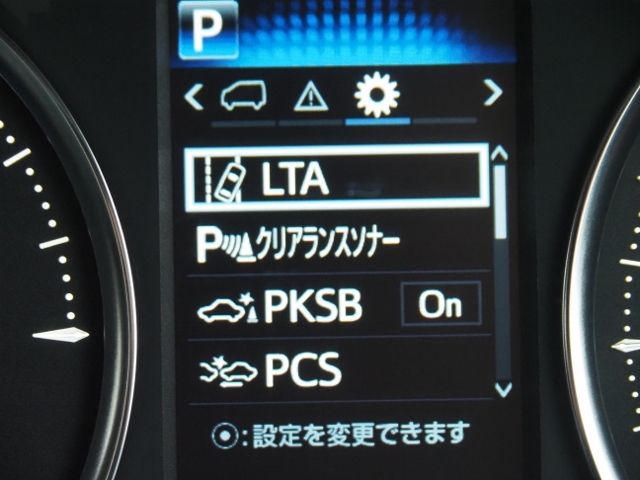 P
LTA
Pクリアランスソナー
PKSB On
PCS
:設定を変更できます